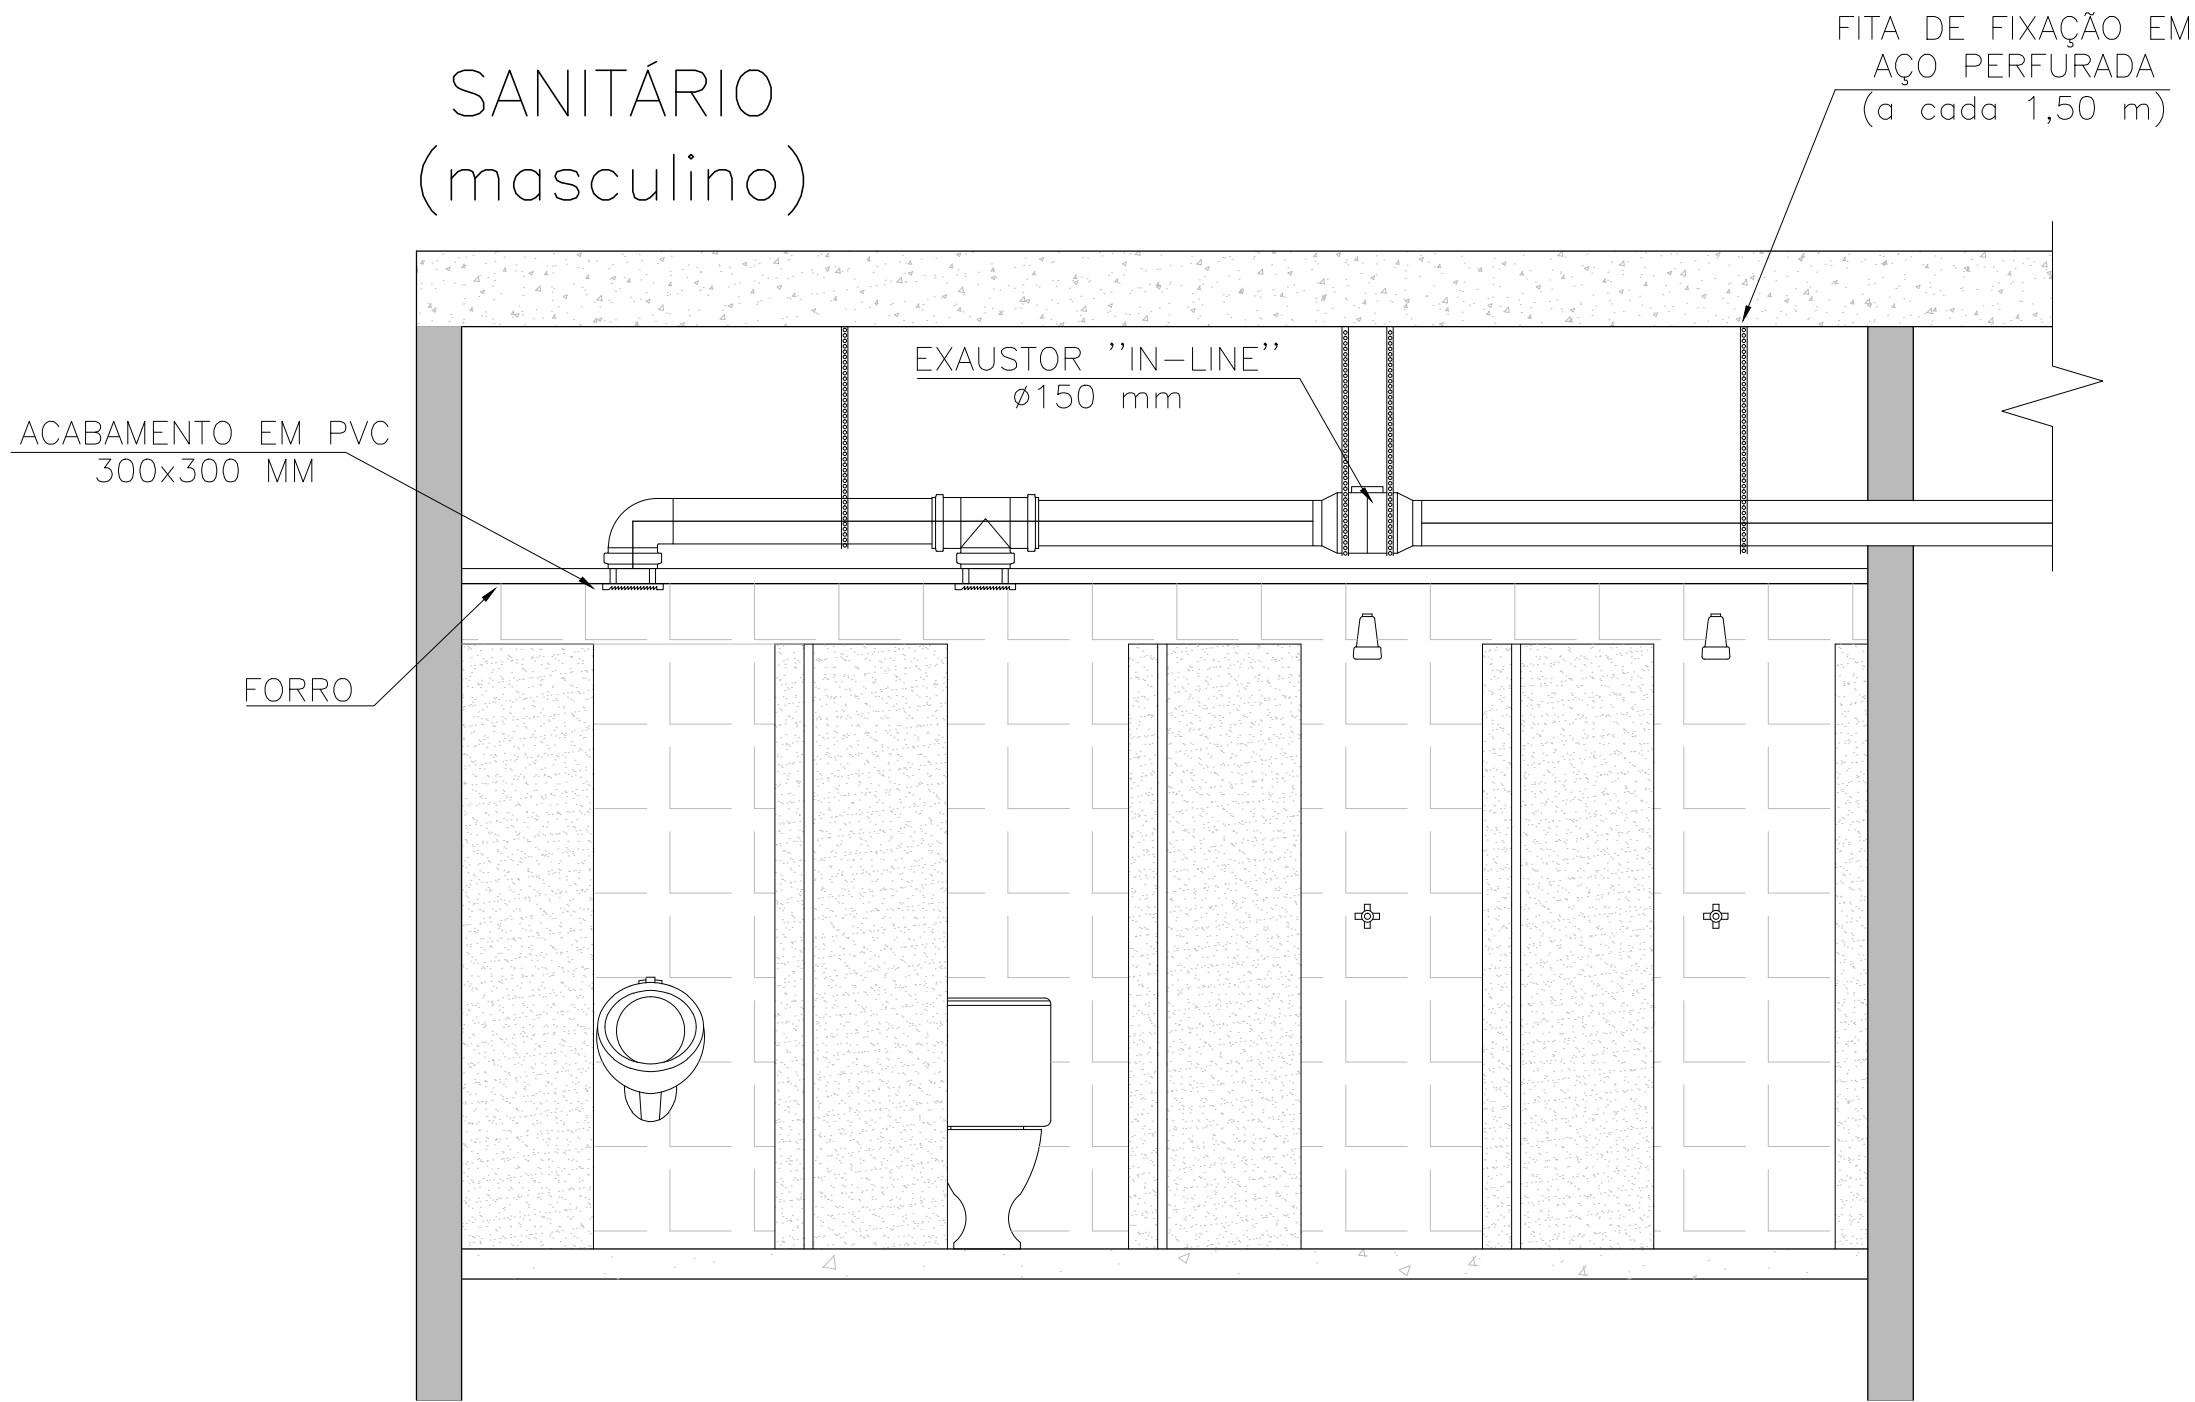 FITA DE FIXAÇÃO EM
AÇO PERFURADA
(a cada 1,50 m)
SANITÁRIO
(masculino)
EXAUSTOR ''IN-LINE''
ø150 mm
ACABAMENTO EM PVC
300x300 MM
FORRO